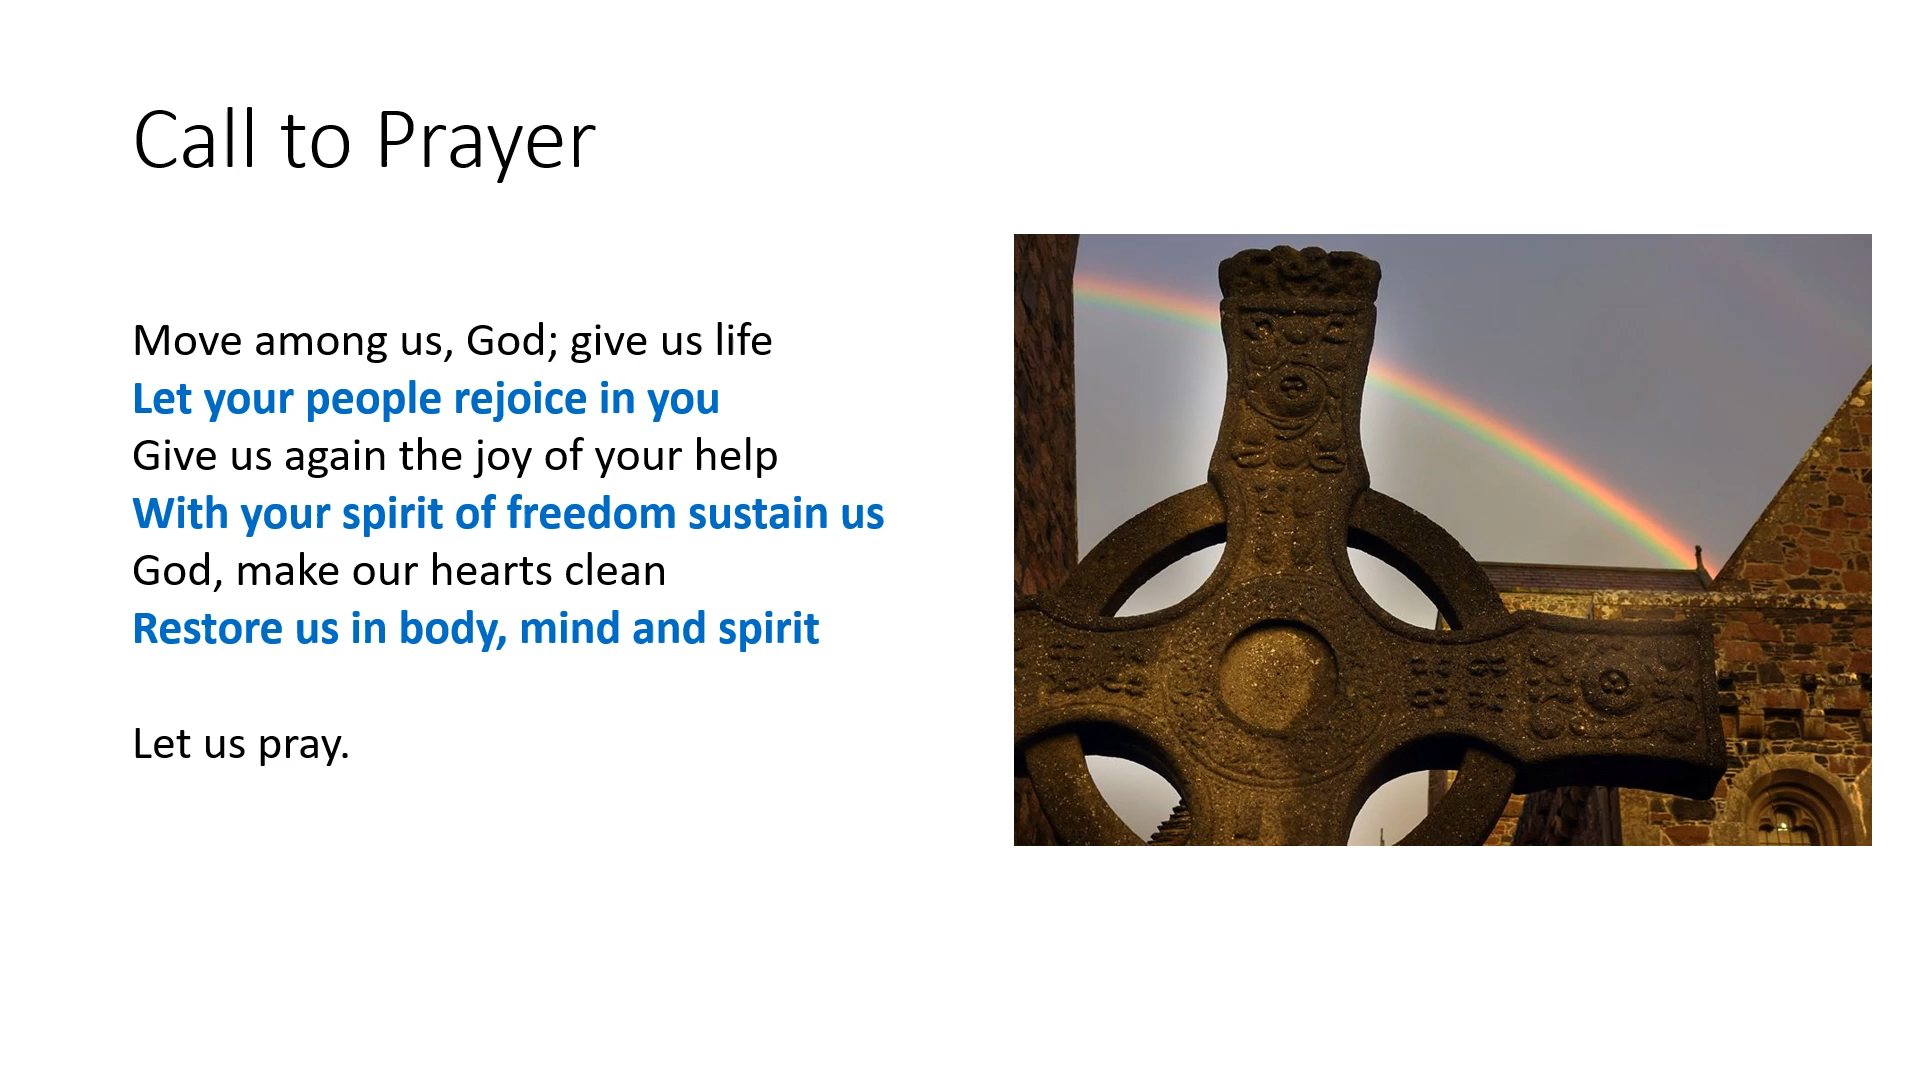 Call to Prayer
Move among us, God; give us life
Let your people rejoice in you
Give us again the joy of your help
With your spirit of freedom sustain us
God, make our hearts clean
Restore us in body, mind and spirit
Let us pray.